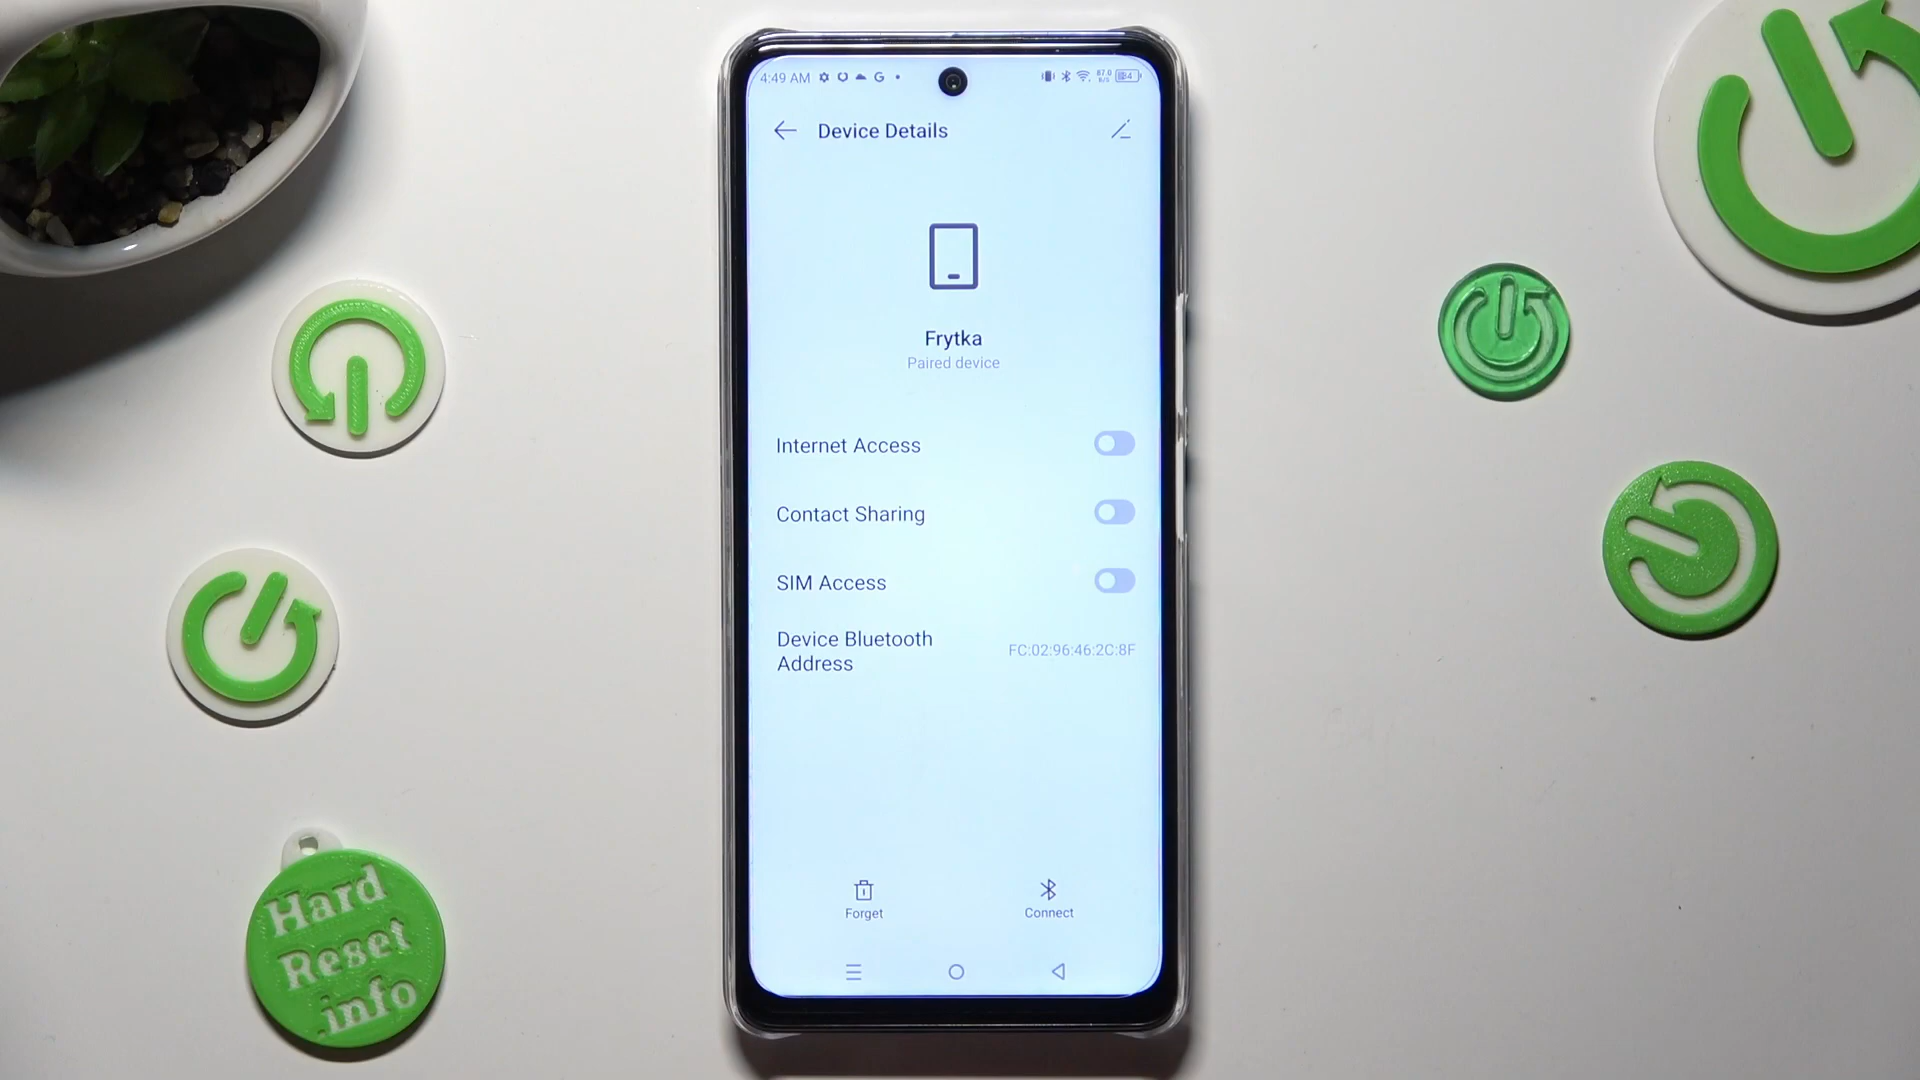 4:49 AM
Device Details
Frytka
Paired device
Internet Access
Contact Sharing
SIM Access
Device Bluetooth
Address
FC:02:96:46:2C:8F
Forget
Connect
Hard
Reset
.info